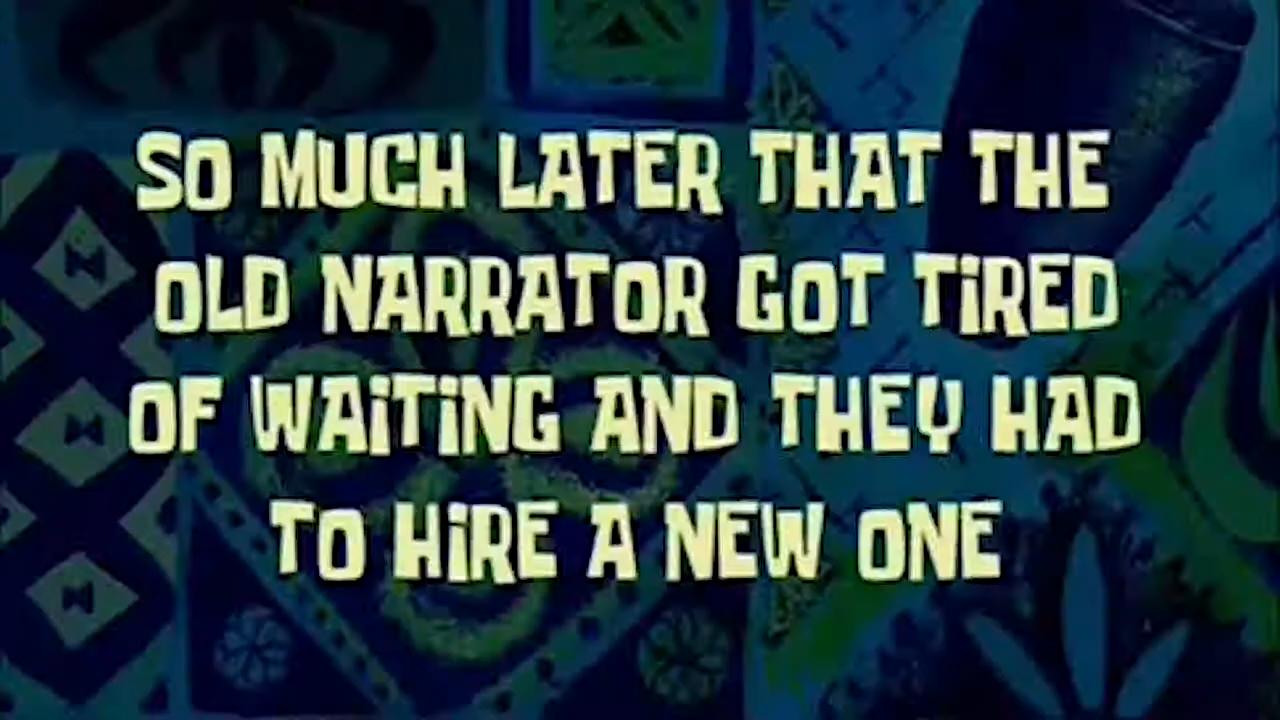 SO MUCH LATER THAT THE
OLD NARRATOR GOT TIRED
OF WAITING AND THEY HAD
TO HIRE A NEW ONE